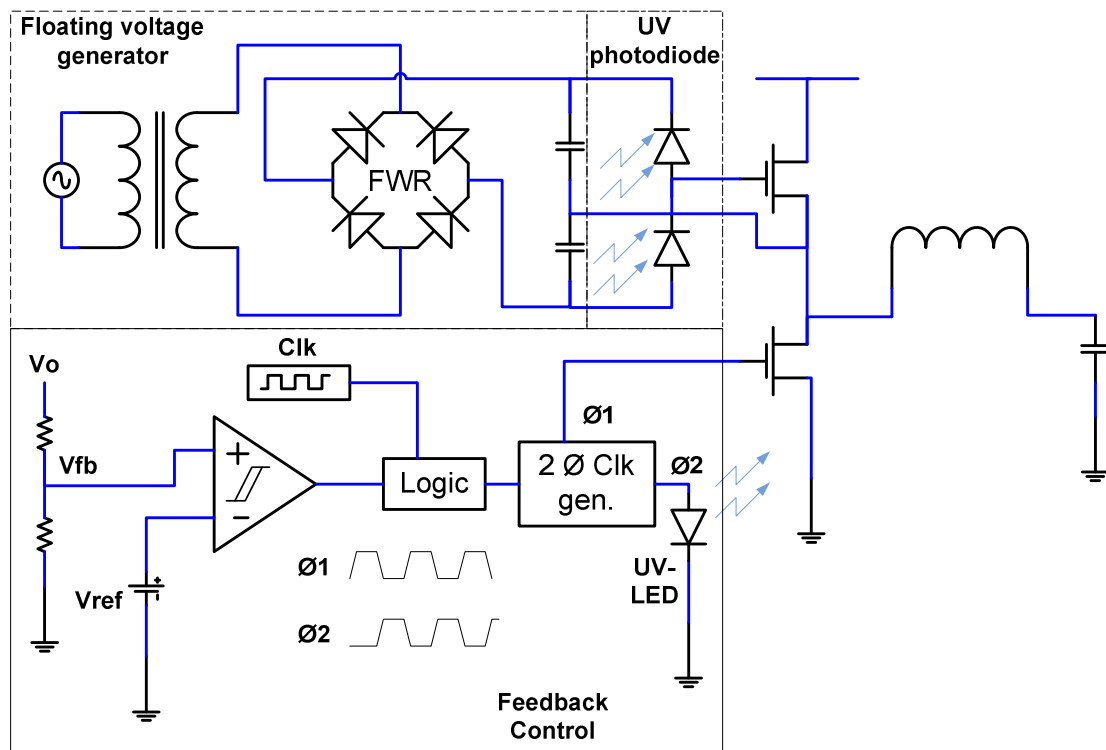 Floating voltage
generator
UV
photodiode
FWR
Clk
Vo
Vfb
Vref
+
−
+
Logic
2 Ø Clk
gen.
Ø1
Ø2
UV-
LED
Ø1
Ø2
Feedback
Control